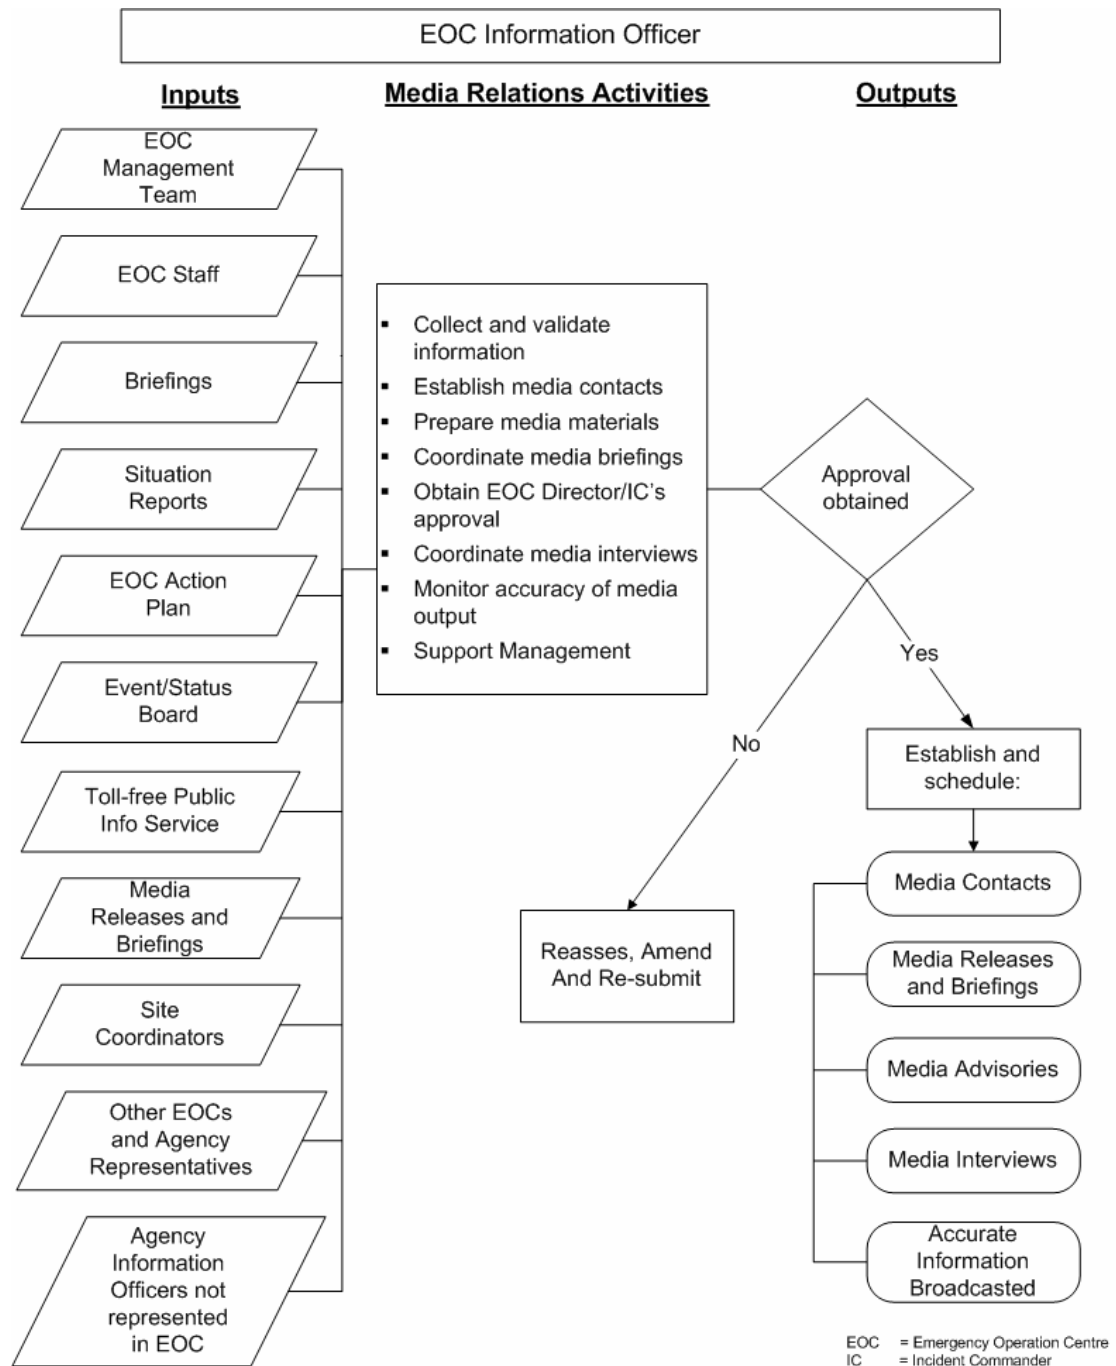 EOC Information Officer
Inputs
Media Relations Activities
Outputs
EOC
Management
Team
EOC Staff
Briefings
Situation
Reports
EOC Action
Plan
Event/Status
Board
Toll-free Public
Info Service
Media
Releases and
Briefings
Site
Coordinators
Other EOCs
and Agency
Representatives
Agency
Information
Officers not
represented
in EOC
▪ Collect and validate
information
▪ Establish media contacts
▪ Prepare media materials
▪ Coordinate media briefings
▪ Obtain EOC Director/IC's
approval
▪ Coordinate media interviews
▪ Monitor accuracy of media
output
▪ Support Management
Approval
obtained
Yes
No
Reasses, Amend
And Re-submit
Establish and
schedule:
Media Contacts
Media Releases
and Briefings
Media Advisories
Media Interviews
Accurate
Information
Broadcasted
EOC = Emergency Operation Centre
IC = Incident Commander